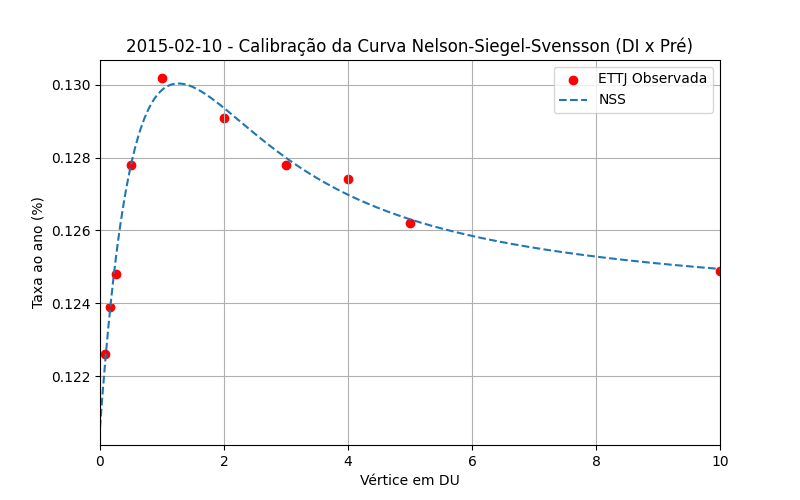 2015-02-10 - Calibração da Curva Nelson-Siegel-Svensson (DI x Pré)
ETTJ Observada
NSS
Taxa ao ano (%)
0.130
0.128
0.126
0.124
0.122
0 2 4 6 8 10
Vértice em DU